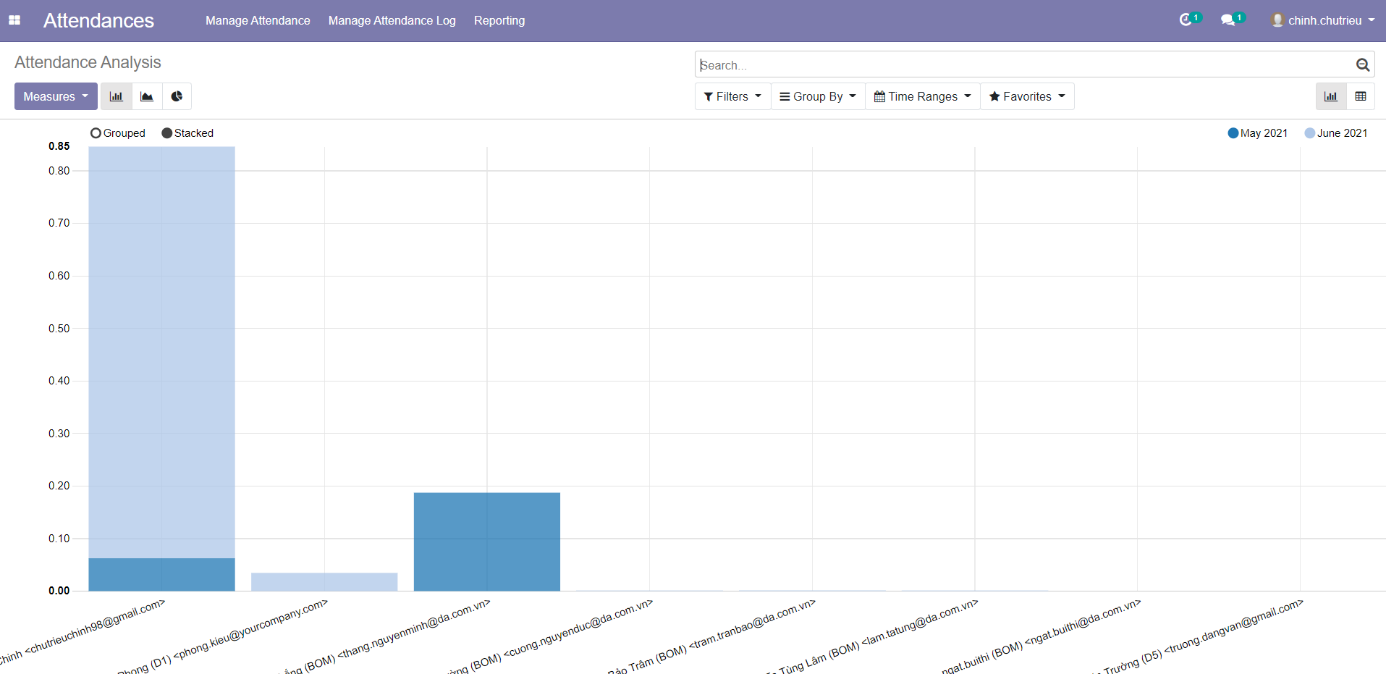 Attendances Manage Attendance Manage Attendance Log Reporting 1 1 chinh.chutrieu
Attendance Analysis
Search...
Measures Filters Group By Time Ranges Favorites
Grouped Stacked May 2021 June 2021
0.85
0.80
0.70
0.60
0.50
0.40
0.30
0.20
0.10
0.00
Chinh <chutrieuchinh98@gmail.com>
Phong (D1) <phong.kieu@yourcompany.com>
(BOM) <thang.nguyenminh@da.com.vn>
(BOM) <cuong.nguyenduc@da.com.vn>
Bảo Trâm (BOM) <tram.tranbao@da.com.vn>
Tùng Lâm (BOM) <lam.tatung@da.com.vn>
ngat.buithi (BOM) <ngat.buithi@da.com.vn>
Trường (D5) <truong.dangvan@gmail.com>